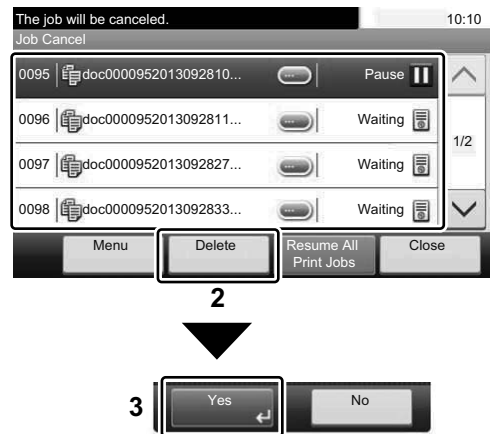 The job will be canceled. 10:10
Job Cancel
0095 doc0000952013092810... Pause
0096 doc0000952013092811... Waiting
0097 doc0000952013092827... Waiting
0098 doc0000952013092833... Waiting
1/2
Menu Delete Resume All Print Jobs Close
2
3 Yes No